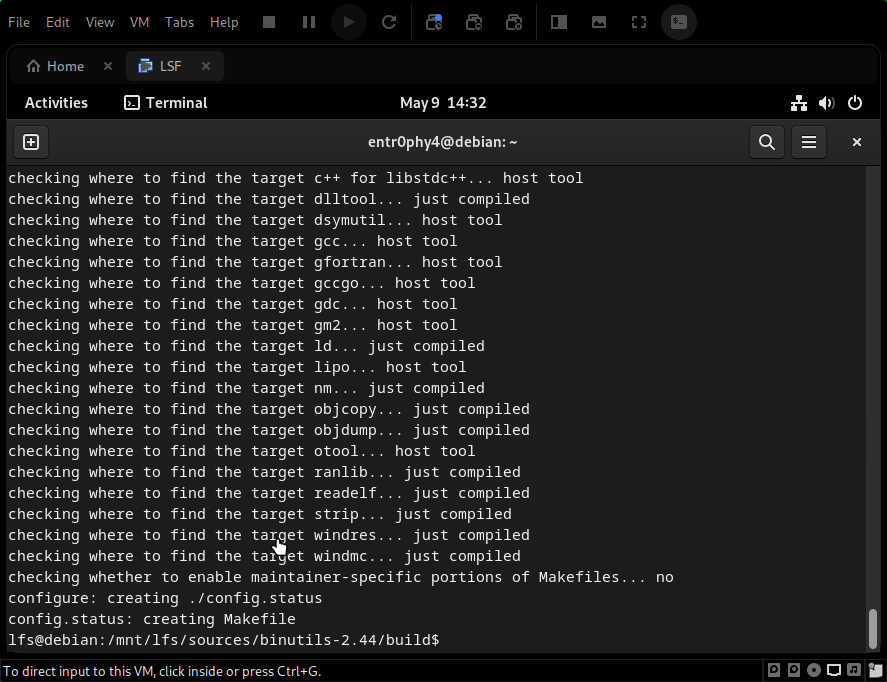 File Edit View VM Tabs Help
Home LSF
Activities Terminal May 9 14:32
entr0phy4@debian: ~
checking where to find the target c++ for libstdc++... host tool
checking where to find the target dlltool... just compiled
checking where to find the target dsymutil... host tool
checking where to find the target gcc... host tool
checking where to find the target gfortran... host tool
checking where to find the target gccgo... host tool
checking where to find the target gdc... host tool
checking where to find the target gm2... host tool
checking where to find the target ld... just compiled
checking where to find the target lipo... host tool
checking where to find the target nm... just compiled
checking where to find the target objcopy... just compiled
checking where to find the target objdump... just compiled
checking where to find the target otool... host tool
checking where to find the target ranlib... just compiled
checking where to find the target readelf... just compiled
checking where to find the target strip... just compiled
checking where to find the target windres... just compiled
checking where to find the target windmc... just compiled
checking whether to enable maintainer-specific portions of Makefiles... no
configure: creating ./config.status
config.status: creating Makefile
lfs@debian:/mnt/lfs/sources/binutils-2.44/build$
To direct input to this VM, click inside or press Ctrl+G.